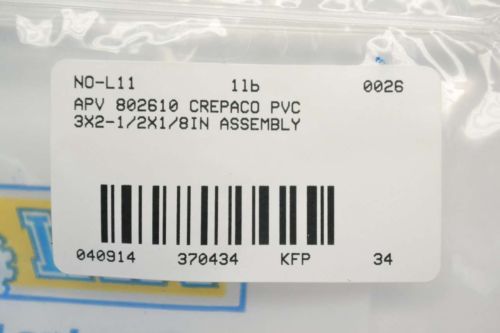 NO-L11 1lb 0026
APV 802610 CREPACO PVC
3X2-1/2X1/8IN ASSEMBLY
040914 370434 KFP 34